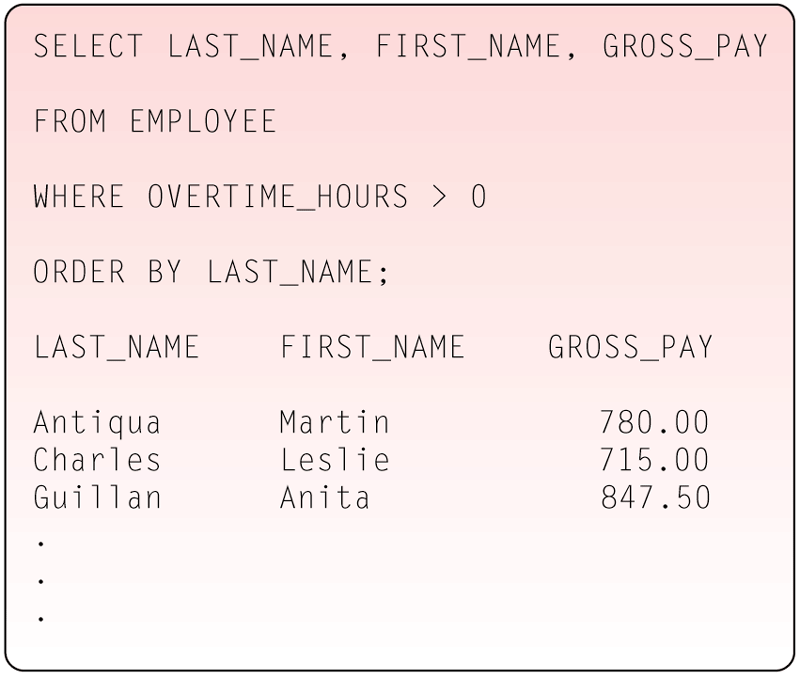 SELECT LAST_NAME, FIRST_NAME, GROSS_PAY
FROM EMPLOYEE
WHERE OVERTIME_HOURS > 0
ORDER BY LAST_NAME;
LAST_NAME FIRST_NAME GROSS_PAY
Antiqua Martin 780.00
Charles Leslie 715.00
Guillan Anita 847.50
.
.
.